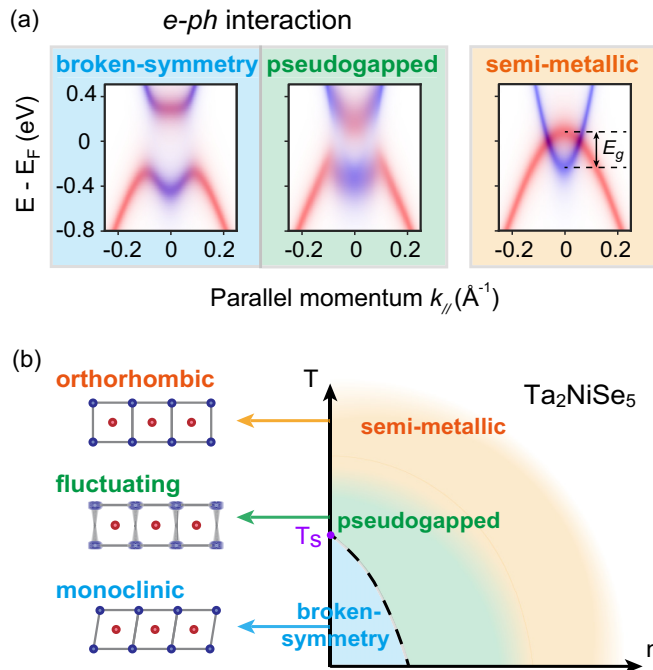 (a)
e-ph interaction
broken-symmetry pseudogapped semi-metallic
E - E_F (eV)
0.4
0
-0.4
-0.8
E_g
-0.2 0 0.2 -0.2 0 0.2 -0.2 0 0.2
Parallel momentum k_// (Å⁻¹)
(b)
orthorhombic
T
Ta₂NiSe₅
semi-metallic
fluctuating
pseudogapped
T_S
monoclinic
broken-
symmetry